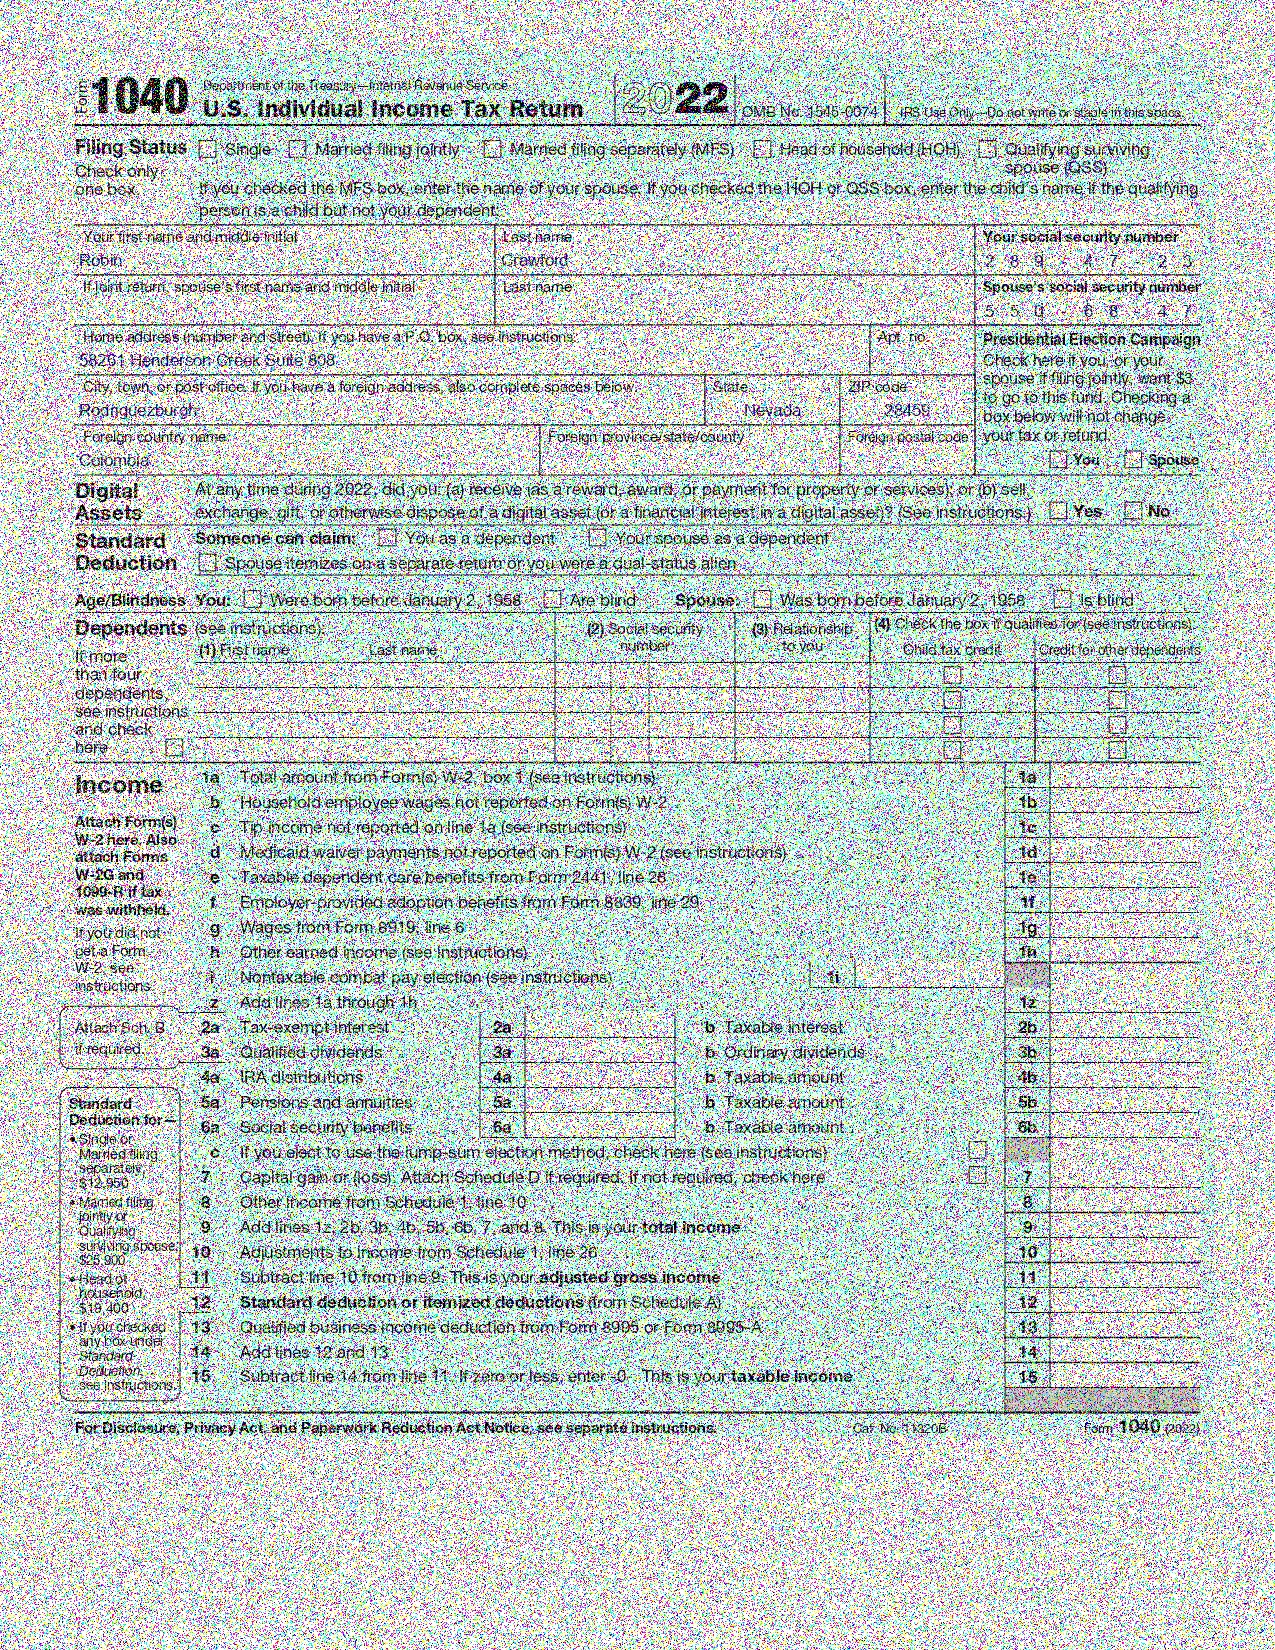 Form 1040 Department of the Treasury—Internal Revenue Service
U.S. Individual Income Tax Return 2022 OMB No. 1545-0074 IRS Use Only—Do not write or staple in this space.
Filing Status Single Married filing jointly Married filing separately (MFS) Head of household (HOH) Qualifying surviving spouse (QSS)
Check only one box.
If you checked the MFS box, enter the name of your spouse. If you checked the HOH or QSS box, enter the child's name if the qualifying
person is a child but not your dependent:
Your first name and middle initial Last name Your social security number
Robin Crawford 2 8 9 - 4 7 - 2
If joint return, spouse's first name and middle initial Last name Spouse's social security number
5 5 - 6 8 - 4 7
Home address (number and street). If you have a P.O. box, see instructions. Apt. no.
58291 Henderson Creek Suite 808
City, town, or post office. If you have a foreign address, also complete spaces below. State ZIP code
Rodriguezburgh Nevada 28459
Foreign country name Foreign province/state/county Foreign postal code
Colombia
Presidential Election Campaign
Check here if you, or your
spouse if filing jointly, want $3
to go to this fund. Checking a
box below will not change
your tax or refund.
You Spouse
Digital Assets
At any time during 2022, did you: (a) receive (as a reward, award, or payment for property or services); or (b) sell,
exchange, gift, or otherwise dispose of a digital asset (or a financial interest in a digital asset)? (See instructions.) Yes No
Standard Deduction
Someone can claim: You as a dependent Your spouse as a dependent
Spouse itemizes on a separate return or you were a dual-status alien
Age/Blindness You: Were born before January 2, 1958 Are blind Spouse: Was born before January 2, 1958 Is blind
Dependents (see instructions): (2) Social security number (3) Relationship to you (4) Check the box if qualifies for (see instructions):
(1) First name Last name Child tax credit Credit for other dependents
If more
than four
dependents,
see instructions
and check
here
Income
Attach Form(s)
W-2 here. Also
attach Forms
W-2G and
1099-R if tax
was withheld.
If you did not
get a Form
W-2, see
instructions.
1a Total amount from Form(s) W-2, box 1 (see instructions) 1a
b Household employee wages not reported on Form(s) W-2 1b
c Tip income not reported on line 1a (see instructions) 1c
d Medicaid waiver payments not reported on Form(s) W-2 (see instructions) 1d
e Taxable dependent care benefits from Form 2441, line 26 1e
f Employer-provided adoption benefits from Form 8839, line 29 1f
g Wages from Form 8919, line 6 1g
h Other earned income (see instructions) 1h
i Nontaxable combat pay election (see instructions) 1i
z Add lines 1a through 1h 1z
Attach Sch. B
if required.
2a Tax-exempt interest 2a b Taxable interest 2b
3a Qualified dividends 3a b Ordinary dividends 3b
4a IRA distributions 4a b Taxable amount 4b
5a Pensions and annuities 5a b Taxable amount 5b
6a Social security benefits 6a b Taxable amount 6b
c If you elect to use the lump-sum election method, check here (see instructions)
7 Capital gain or (loss). Attach Schedule D if required. If not required, check here 7
8 Other income from Schedule 1, line 10 8
9 Add lines 1z, 2b, 3b, 4b, 5b, 6b, 7, and 8. This is your total income 9
10 Adjustments to income from Schedule 1, line 26 10
11 Subtract line 10 from line 9. This is your adjusted gross income 11
12 Standard deduction or itemized deductions (from Schedule A) 12
13 Qualified business income deduction from Form 8995 or Form 8995-A 13
14 Add lines 12 and 13 14
15 Subtract line 14 from line 11. If zero or less, enter -0-. This is your taxable income 15
Standard
Deduction for—
• Single or
Married filing
separately,
$12,950
• Married filing
jointly or
Qualifying
surviving spouse,
$25,900
• Head of
household,
$19,400
• If you checked
any box under
Standard
Deduction,
see instructions.
For Disclosure, Privacy Act, and Paperwork Reduction Act Notice, see separate instructions. Cat. No. 11320B Form 1040 (2022)